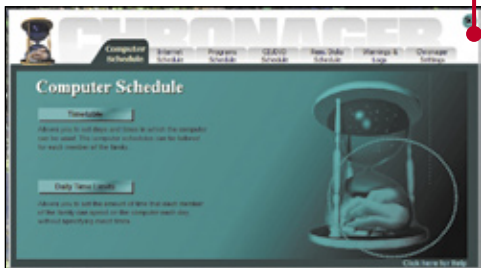 CHRONAGER
Computer Schedule
Internet Schedule
Programs Schedule
CD/DVD Schedule
Rem. Disks Schedule
Warnings & Logs
Chronager Settings
Computer Schedule
Timetable
Allows you to set days and times in which the computer
can be used. The computer schedules can be tailored
for each member of the family.
Daily Time Limits
Allows you to set the amount of time that each member
of the family can spend on the computer each day,
without specifying exact times.
Click here for Help